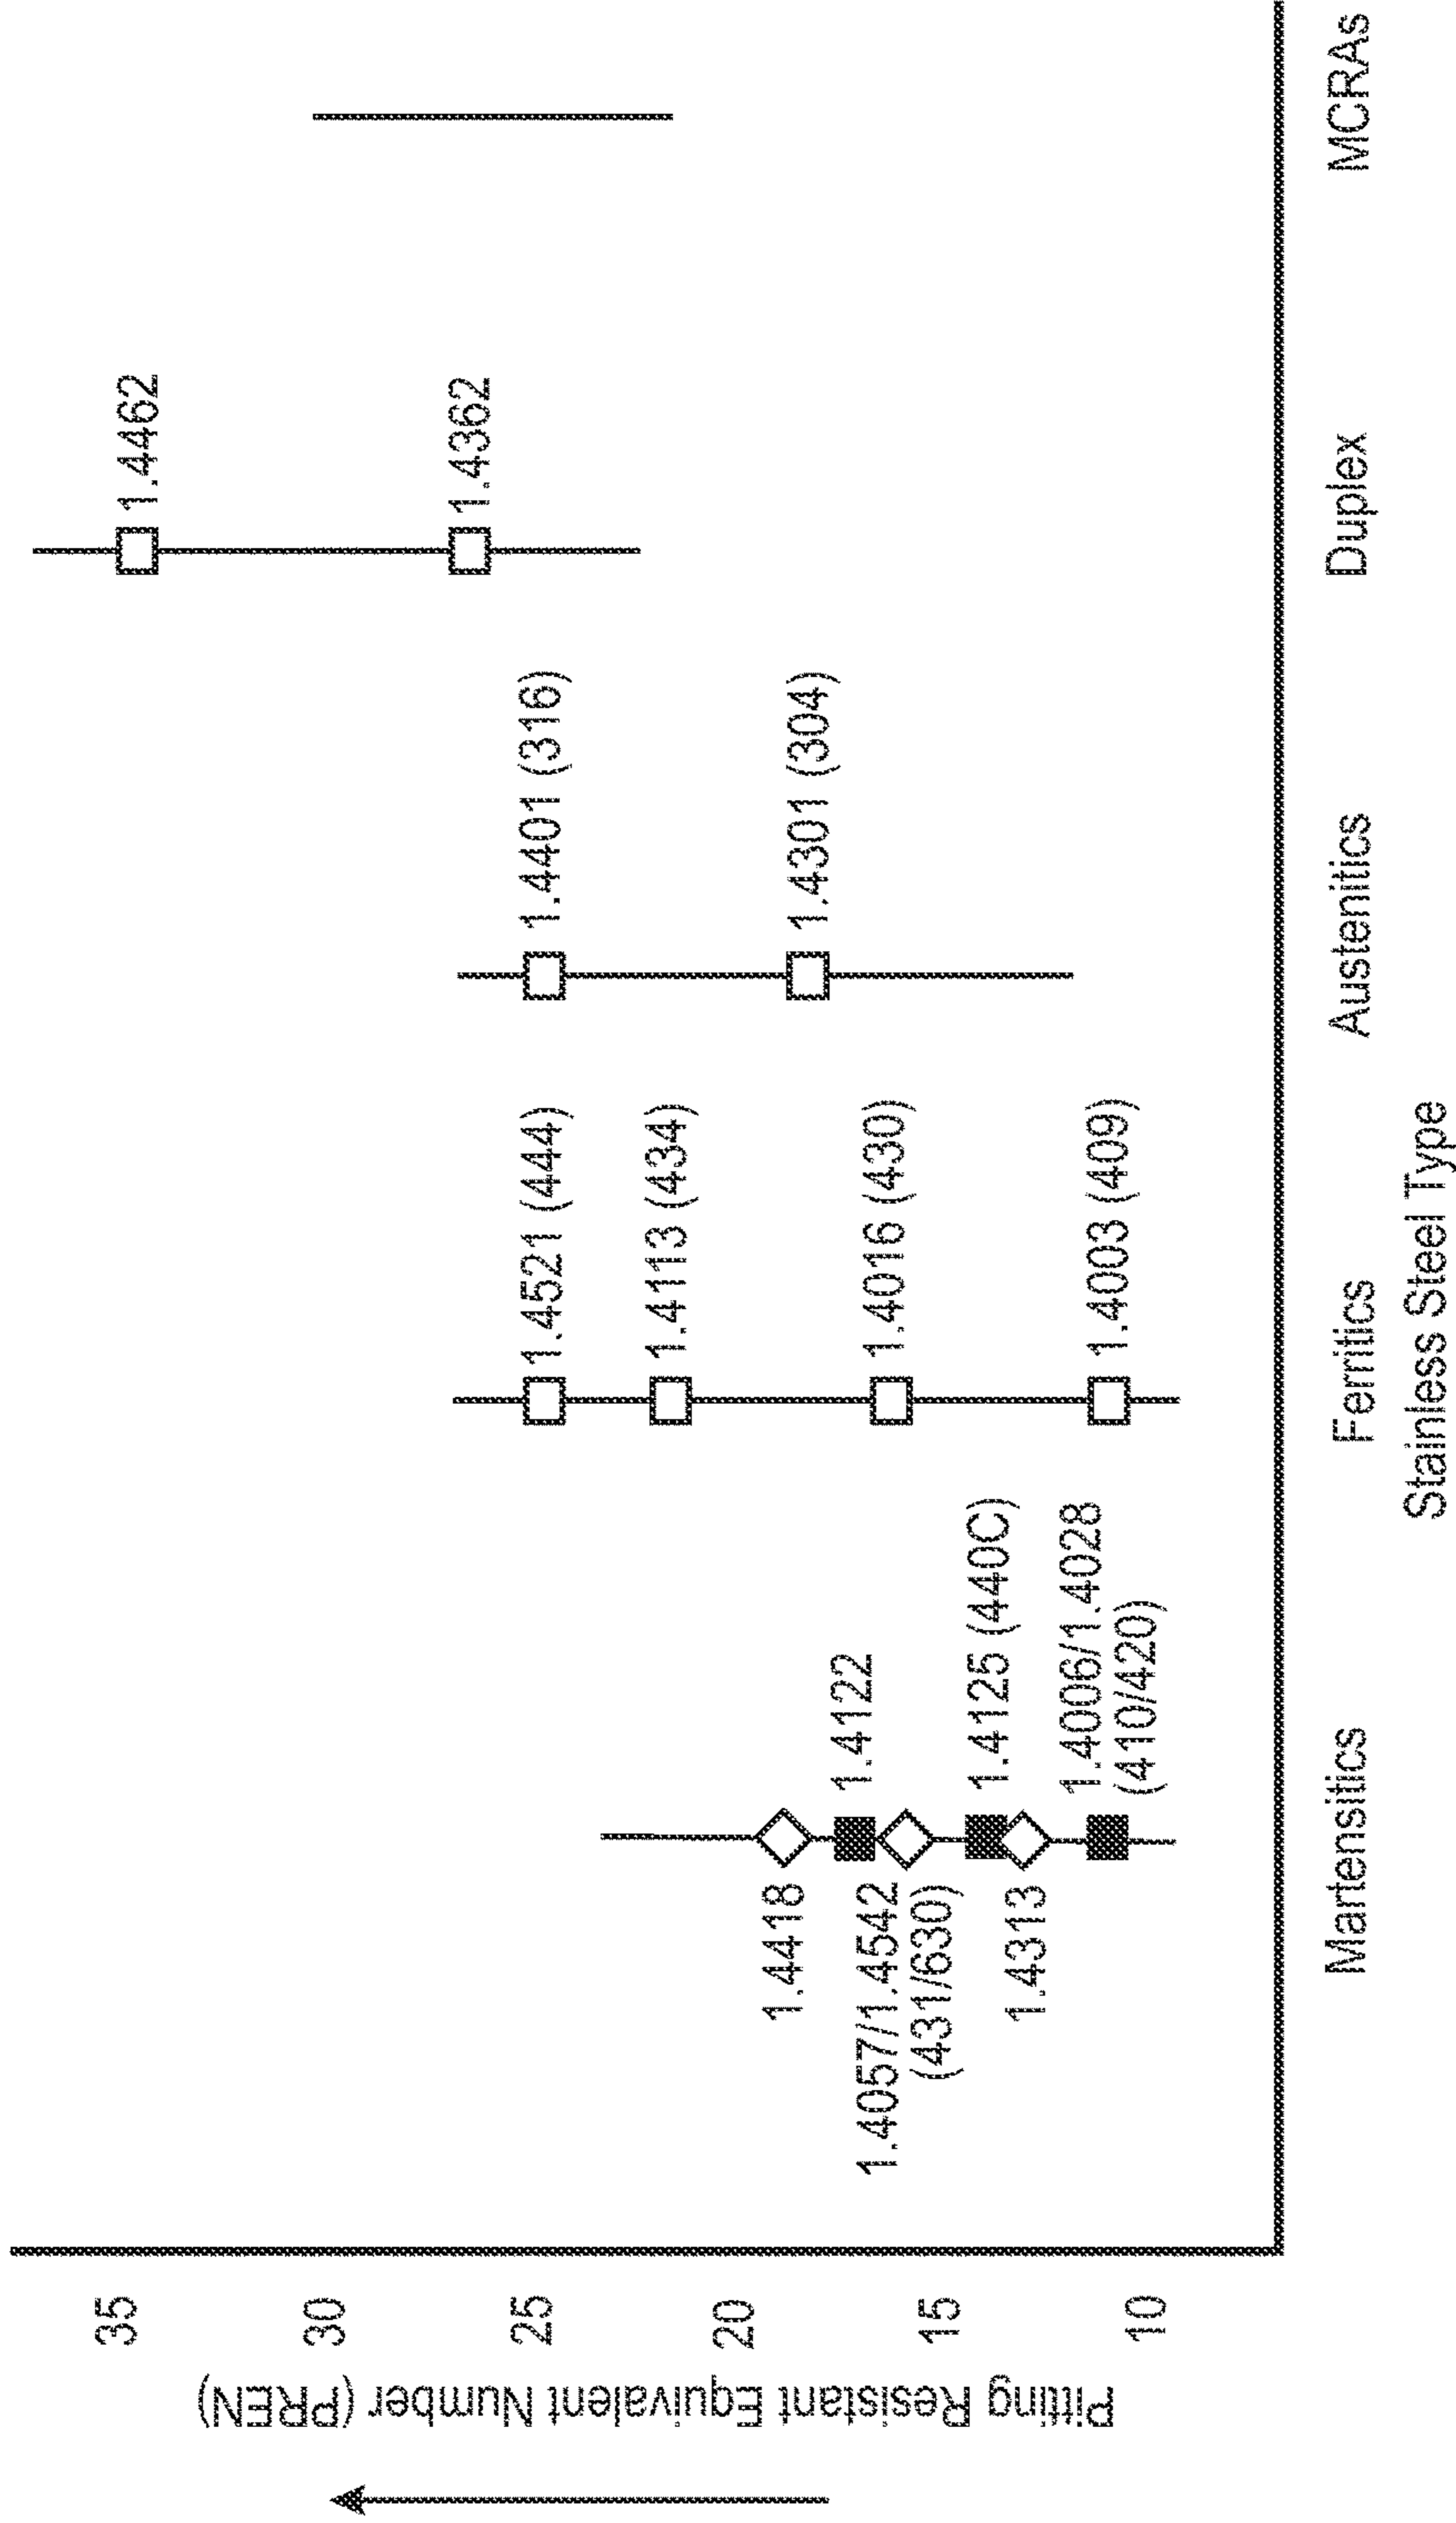 Pitting Resistant Equivalent Number (PREN)
35
30
25
20
15
10
1.4418
1.4057/1.4542
(431/630)
1.4313
1.4122
1.4125 (440C)
1.4006/1.4028
(410/420)
1.4521 (444)
1.4113 (434)
1.4016 (430)
1.4003 (409)
1.4401 (316)
1.4301 (304)
1.4462
1.4362
Martensitics
Ferritics
Austenitics
Duplex
MCRAs
Stainless Steel Type